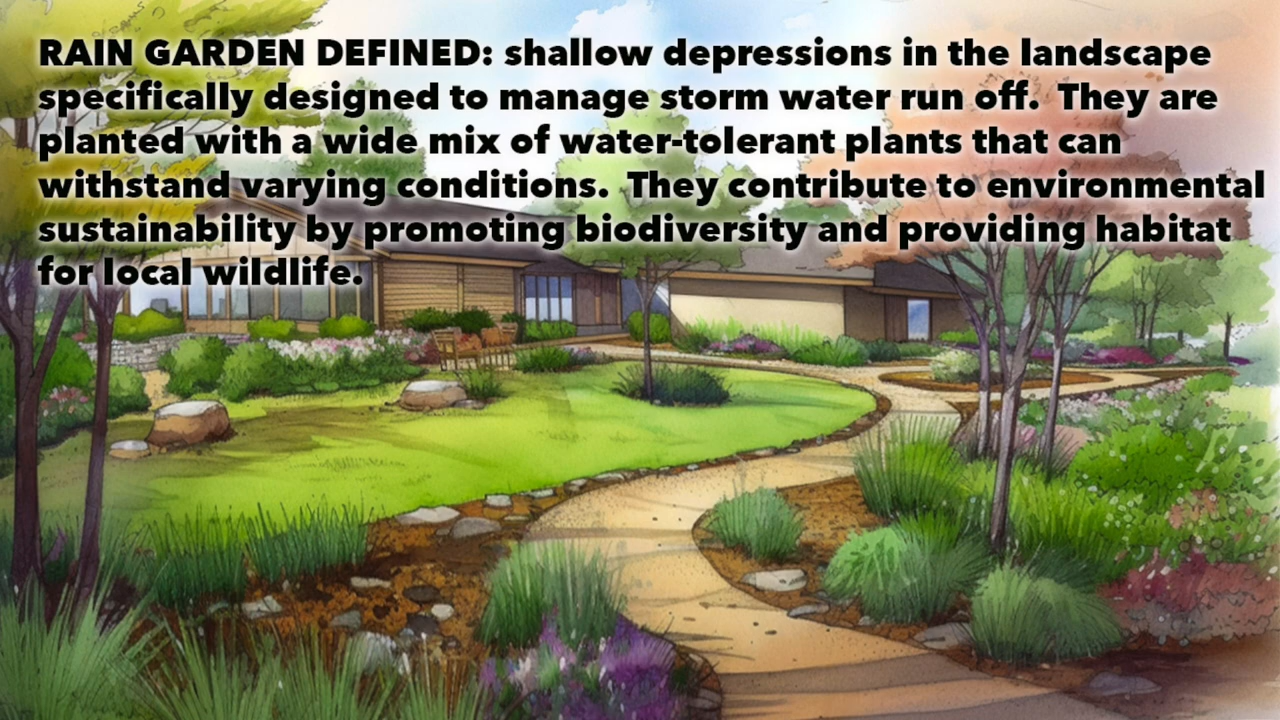 RAIN GARDEN DEFINED: shallow depressions in the landscape
specifically designed to manage storm water run off.  They are
planted with a wide mix of water-tolerant plants that can
withstand varying conditions.  They contribute to environmental
sustainability by promoting biodiversity and providing habitat
for local wildlife.